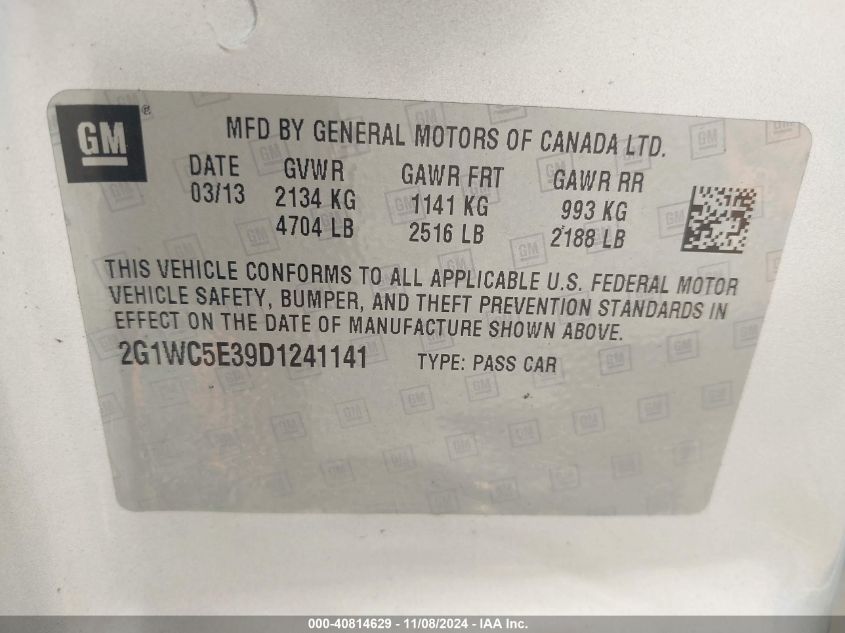 GM®
MFD BY GENERAL MOTORS OF CANADA LTD.
DATE GVWR GAWR FRT GAWR RR
03/13 2134 KG 1141 KG 993 KG
4704 LB 2516 LB 2188 LB
THIS VEHICLE CONFORMS TO ALL APPLICABLE U.S. FEDERAL MOTOR
VEHICLE SAFETY, BUMPER, AND THEFT PREVENTION STANDARDS IN
EFFECT ON THE DATE OF MANUFACTURE SHOWN ABOVE.
2G1WC5E39D1241141 TYPE: PASS CAR
000-40814629 - 11/08/2024 - IAA Inc.